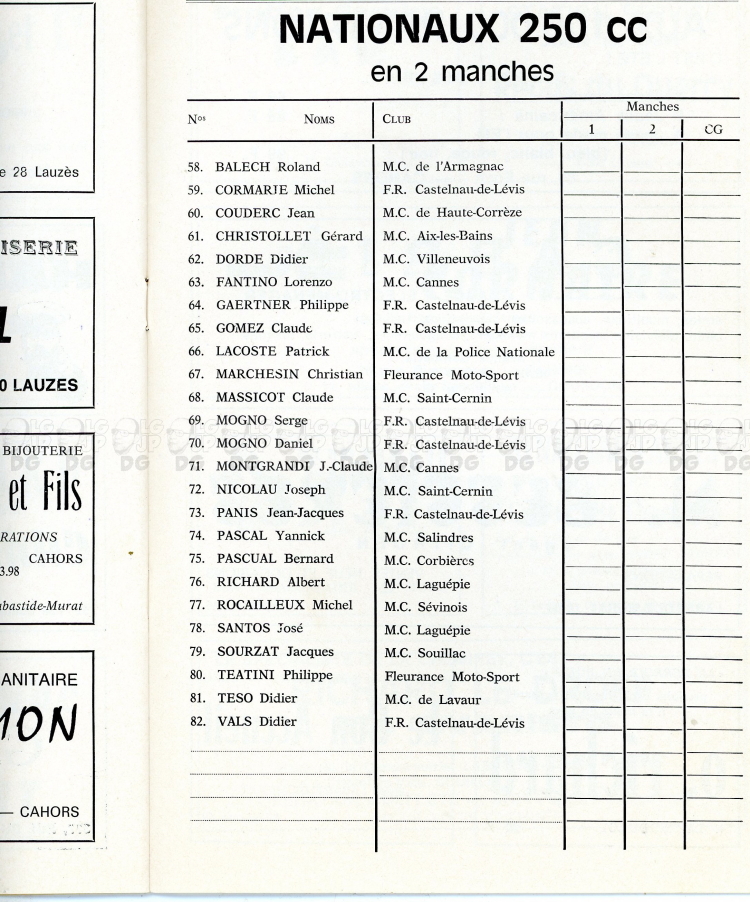 e 28 Lauzès
ISERIE
0 LAUZES
BIJOUTERIE
et Fils
RATIONS
CAHORS
3.98
abastide-Murat
ANITAIRE
MON
— CAHORS
NATIONAUX 250 cc
en 2 manches
Nos NOMS CLUB Manches
1 2 CG
58. BALECH Roland M.C. de l'Armagnac
59. CORMARIE Michel F.R. Castelnau-de-Lévis
60. COUDERC Jean M.C. de Haute-Corrèze
61. CHRISTOLLET Gérard M.C. Aix-les-Bains
62. DORDE Didier M.C. Villeneuvois
63. FANTINO Lorenzo M.C. Cannes
64. GAERTNER Philippe F.R. Castelnau-de-Lévis
65. GOMEZ Claude F.R. Castelnau-de-Lévis
66. LACOSTE Patrick M.C. de la Police Nationale
67. MARCHESIN Christian Fleurance Moto-Sport
68. MASSICOT Claude M.C. Saint-Cernin
69. MOGNO Serge F.R. Castelnau-de-Lévis
70. MOGNO Daniel F.R. Castelnau-de-Lévis
71. MONTGRANDI J.-Claude M.C. Cannes
72. NICOLAU Joseph M.C. Saint-Cernin
73. PANIS Jean-Jacques F.R. Castelnau-de-Lévis
74. PASCAL Yannick M.C. Salindres
75. PASCUAL Bernard M.C. Corbières
76. RICHARD Albert M.C. Laguépie
77. ROCAILLEUX Michel M.C. Sévinois
78. SANTOS José M.C. Laguépie
79. SOURZAT Jacques M.C. Souillac
80. TEATINI Philippe Fleurance Moto-Sport
81. TESO Didier M.C. de Lavaur
82. VALS Didier F.R. Castelnau-de-Lévis